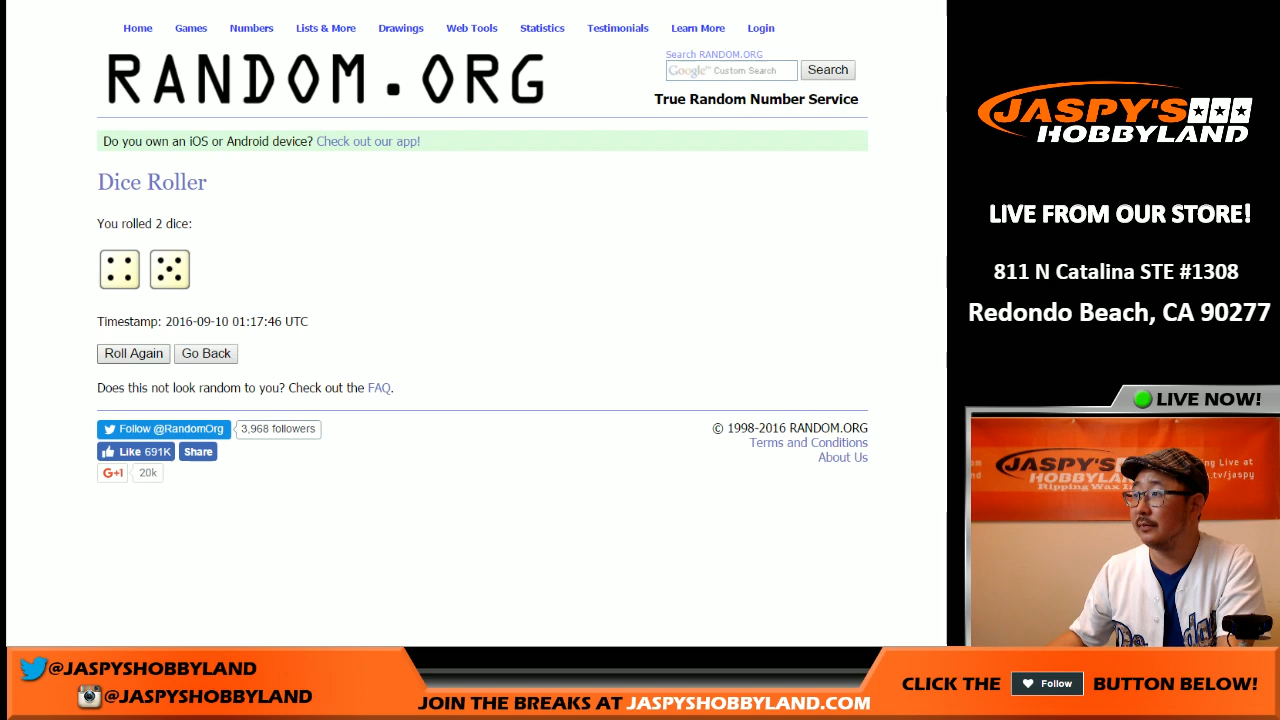 Home Games Numbers Lists & More Drawings Web Tools Statistics Testimonials Learn More Login
RANDOM.ORG
Search RANDOM.ORG
Google™ Custom Search Search
True Random Number Service
Do you own an iOS or Android device? Check out our app!
Dice Roller
You rolled 2 dice:
Timestamp: 2016-09-10 01:17:46 UTC
Roll Again Go Back
Does this not look random to you? Check out the FAQ.
Follow @RandomOrg 3,968 followers
Like 691K Share
G+1 20k
© 1998-2016 RANDOM.ORG
Terms and Conditions
About Us
JASPY'S
HOBBYLAND
LIVE FROM OUR STORE!
811 N Catalina STE #1308
Redondo Beach, CA 90277
LIVE NOW!
JASPY'S
HOBBYLAND
Ripping Wax
ng Live at
.tv/jaspy
@JASPYSHOBBYLAND
@JASPYSHOBBYLAND
JOIN THE BREAKS AT JASPYSHOBBYLAND.COM
CLICK THE Follow BUTTON BELOW!